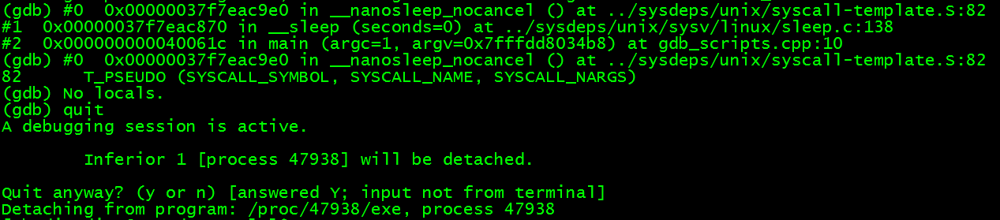 (gdb) #0  0x00000037f7eac9e0 in __nanosleep_nocancel () at ../sysdeps/unix/syscall-template.S:82
#1  0x00000037f7eac870 in __sleep (seconds=0) at ../sysdeps/unix/sysv/linux/sleep.c:138
#2  0x000000000040061c in main (argc=1, argv=0x7fffdd8034b8) at gdb_scripts.cpp:10
(gdb) #0  0x00000037f7eac9e0 in __nanosleep_nocancel () at ../sysdeps/unix/syscall-template.S:82
82      T_PSEUDO (SYSCALL_SYMBOL, SYSCALL_NAME, SYSCALL_NARGS)
(gdb) No locals.
(gdb) quit
A debugging session is active.
        Inferior 1 [process 47938] will be detached.
Quit anyway? (y or n) [answered Y; input not from terminal]
Detaching from program: /proc/47938/exe, process 47938